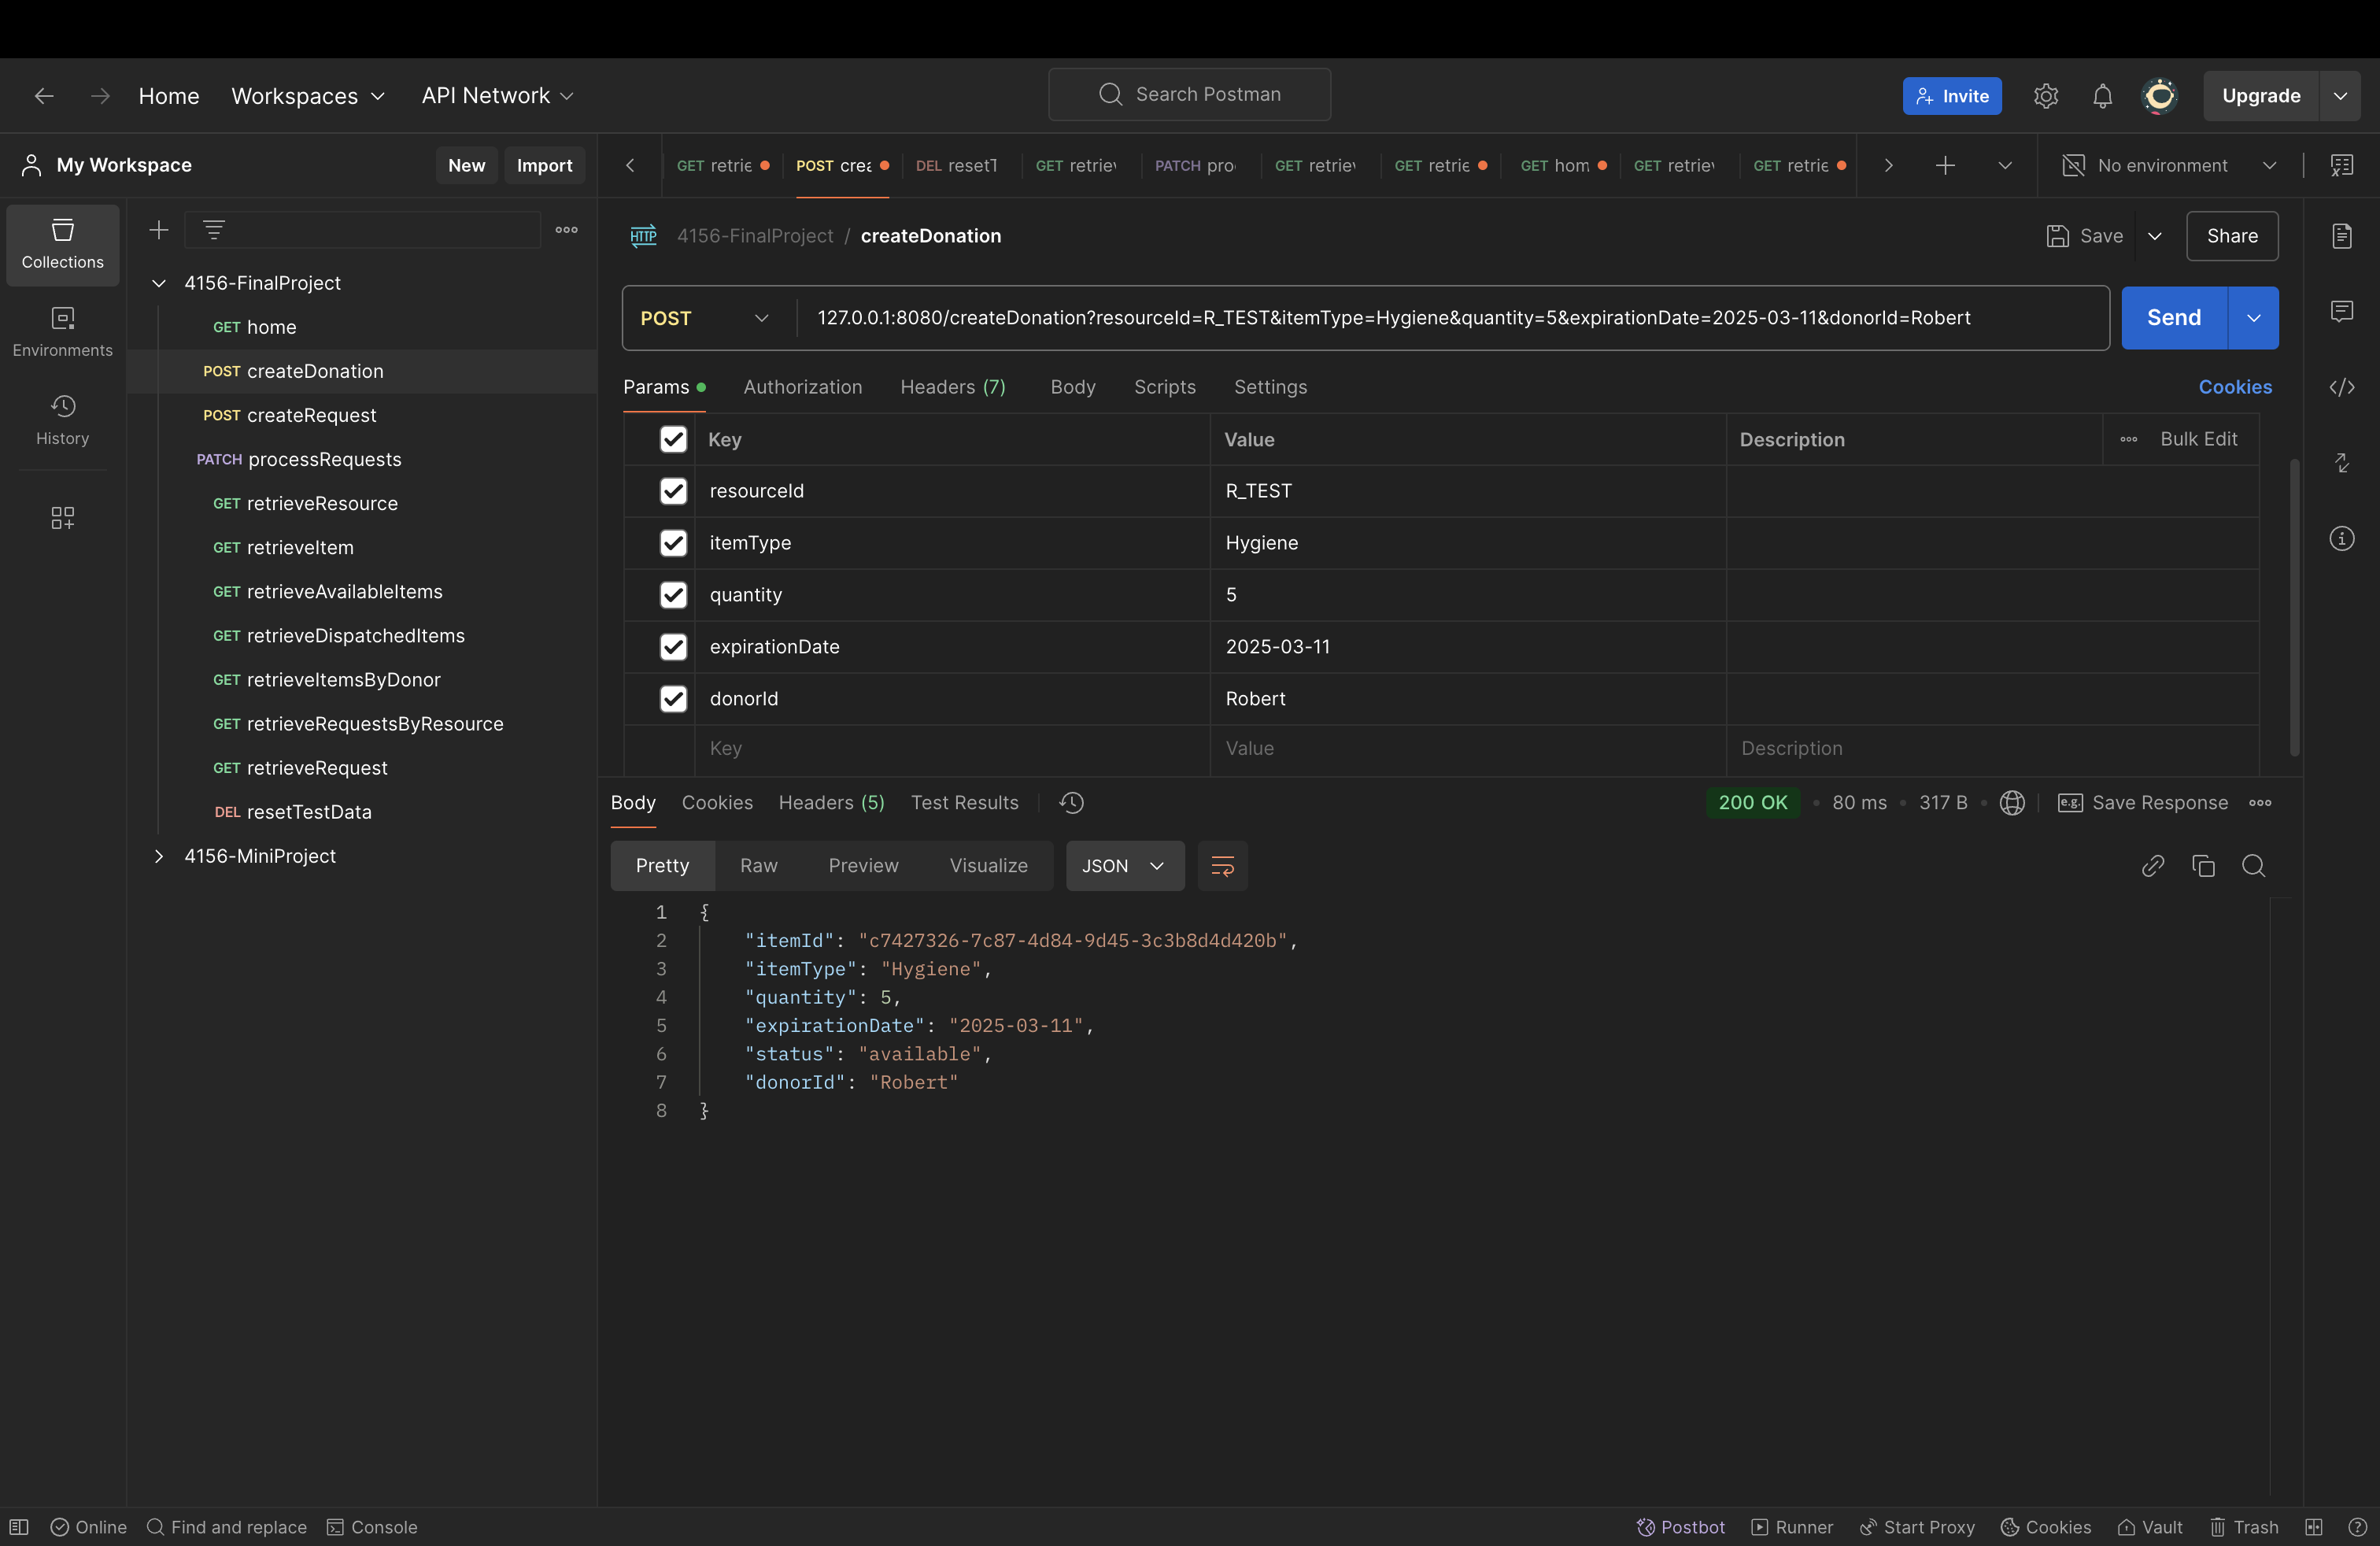 Home Workspaces API Network Search Postman Invite Upgrade
My Workspace New Import
GET retrie POST crea DEL resetT GET retriev PATCH pro GET retriev GET retrie GET hom GET retriev GET retrie No environment
Collections
Environments
History
4156-FinalProject
GET home
POST createDonation
POST createRequest
PATCH processRequests
GET retrieveResource
GET retrieveItem
GET retrieveAvailableItems
GET retrieveDispatchedItems
GET retrieveItemsByDonor
GET retrieveRequestsByResource
GET retrieveRequest
DEL resetTestData
4156-MiniProject
HTTP 4156-FinalProject / createDonation Save Share
POST 127.0.0.1:8080/createDonation?resourceId=R_TEST&itemType=Hygiene&quantity=5&expirationDate=2025-03-11&donorId=Robert Send
Params Authorization Headers (7) Body Scripts Settings Cookies
Key Value Description Bulk Edit
resourceId R_TEST
itemType Hygiene
quantity 5
expirationDate 2025-03-11
donorId Robert
Key Value Description
Body Cookies Headers (5) Test Results 200 OK 80 ms 317 B e.g. Save Response
Pretty Raw Preview Visualize JSON
1 {
2 "itemId": "c7427326-7c87-4d84-9d45-3c3b8d4d420b",
3 "itemType": "Hygiene",
4 "quantity": 5,
5 "expirationDate": "2025-03-11",
6 "status": "available",
7 "donorId": "Robert"
8 }
Online Find and replace Console Postbot Runner Start Proxy Cookies Vault Trash